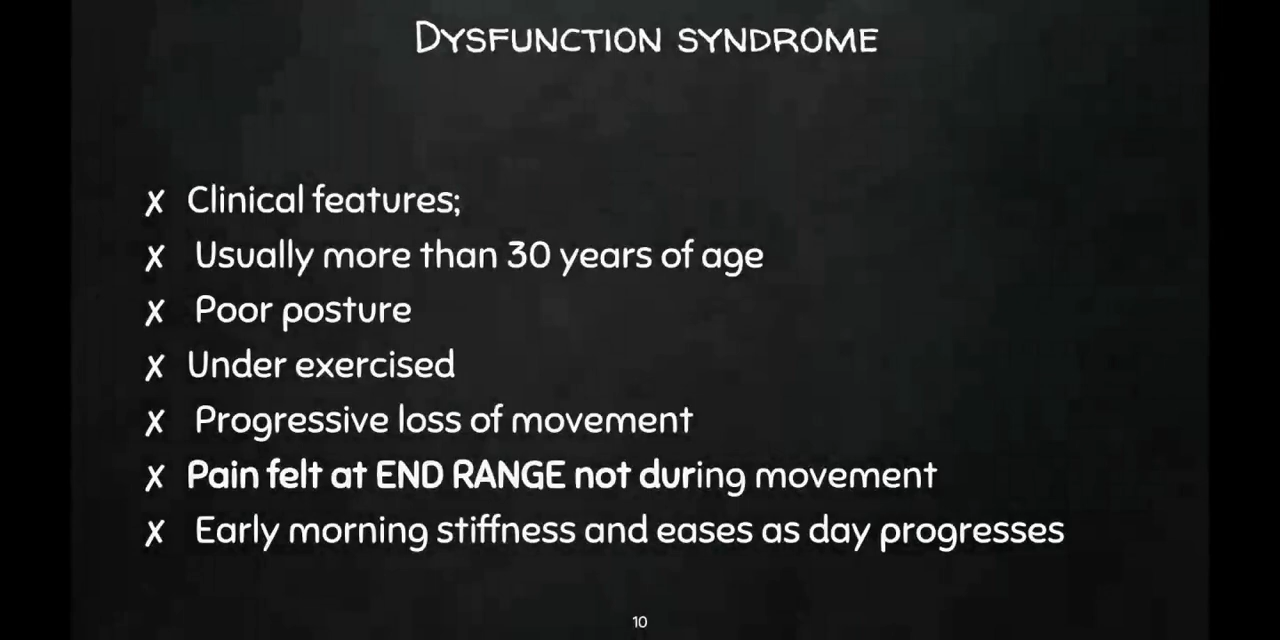 DYSFUNCTION SYNDROME
✗ Clinical features;
✗ Usually more than 30 years of age
✗ Poor posture
✗ Under exercised
✗ Progressive loss of movement
✗ Pain felt at END RANGE not during movement
✗ Early morning stiffness and eases as day progresses
10